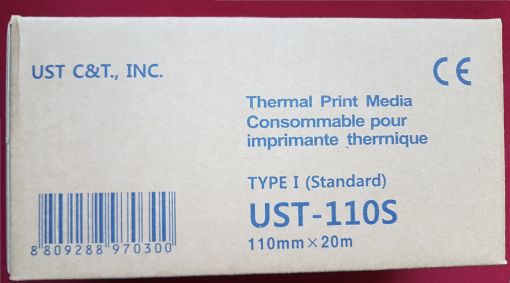 UST C&T., INC.
CE
Thermal Print Media
Consommable pour
imprimante thermique
TYPE I (Standard)
UST-110S
110mm×20m
8 809288 970300